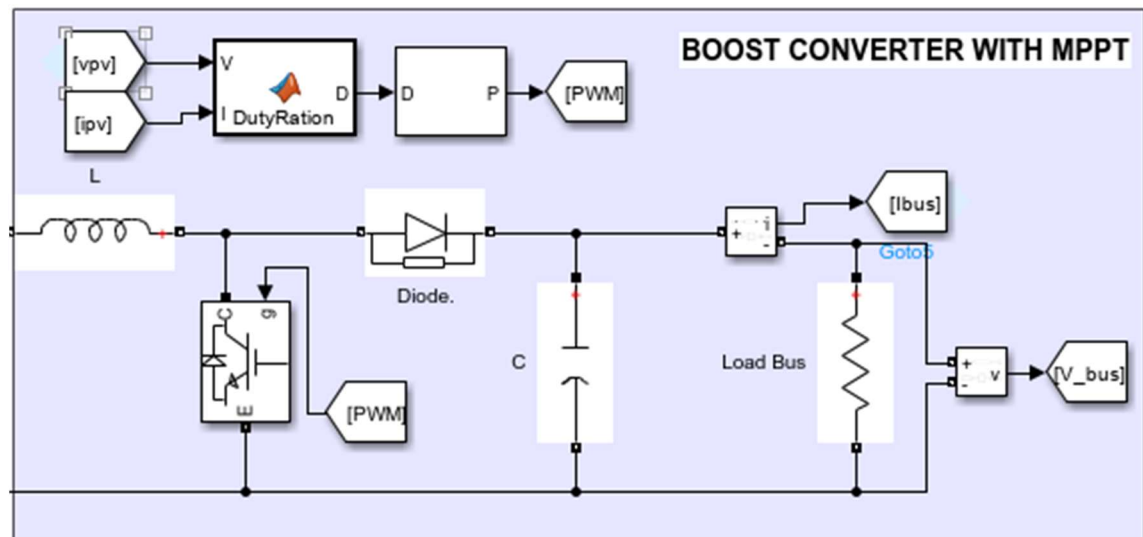 BOOST CONVERTER WITH MPPT
[vpv]
V
D
DutyRation
D
P
[PWM]
[ipv]
I
L
[Ibus]
i
+
-
Goto5
Diode.
C
g
E
[PWM]
C
Load Bus
+
-
v
[V_bus]